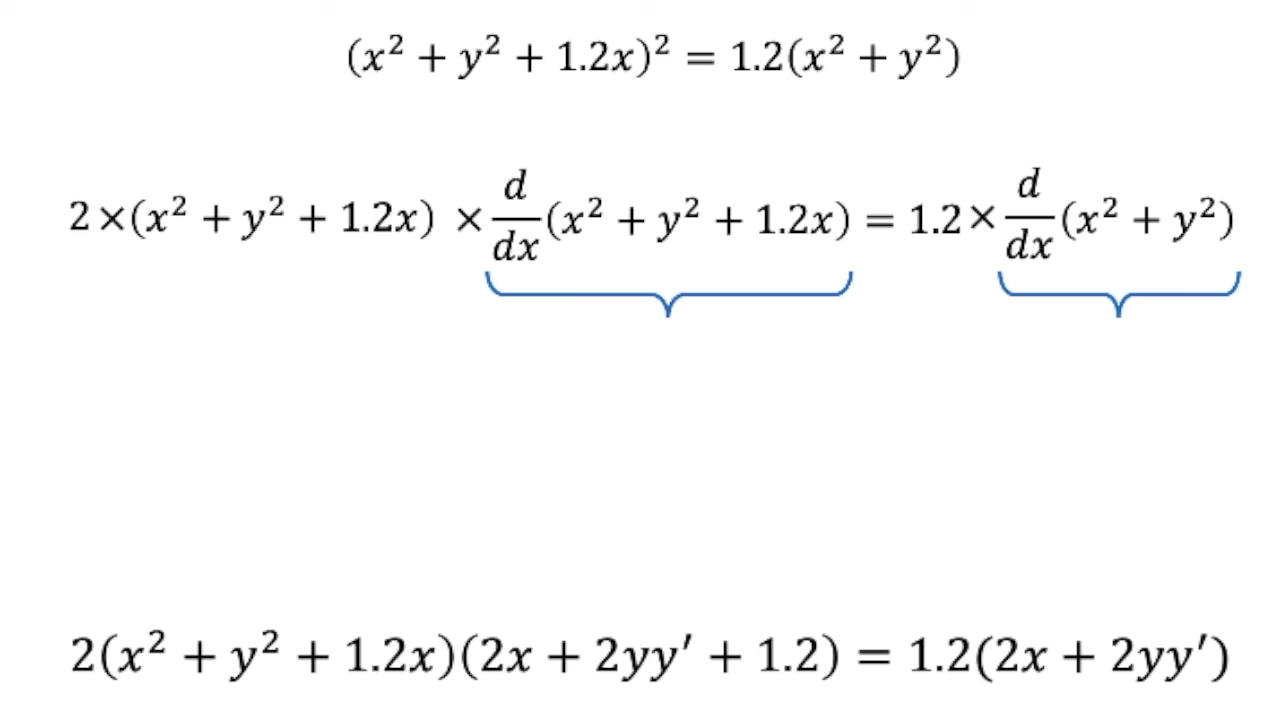 (x² + y² + 1.2x)² = 1.2(x² + y²)
2×(x² + y² + 1.2x) × d/dx (x² + y² + 1.2x) = 1.2× d/dx (x² + y²)
2(x² + y² + 1.2x)(2x + 2yy′ + 1.2) = 1.2(2x + 2yy′)